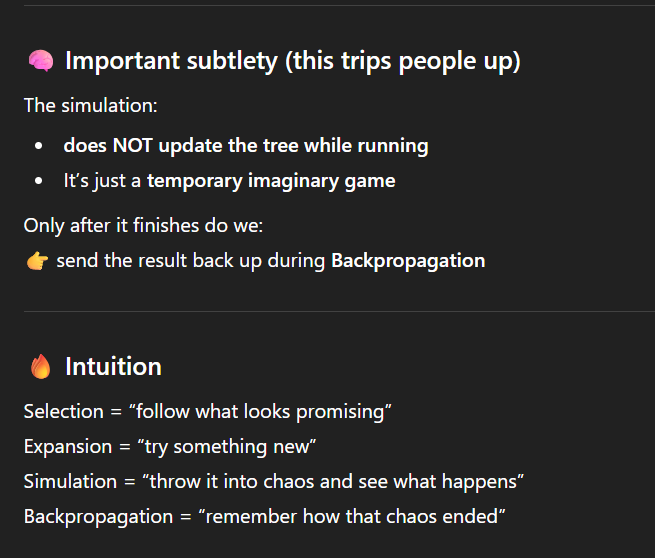 🧠 Important subtlety (this trips people up)
The simulation:
• does NOT update the tree while running
• It’s just a temporary imaginary game
Only after it finishes do we:
👉 send the result back up during Backpropagation
🔥 Intuition
Selection = “follow what looks promising”
Expansion = “try something new”
Simulation = “throw it into chaos and see what happens”
Backpropagation = “remember how that chaos ended”